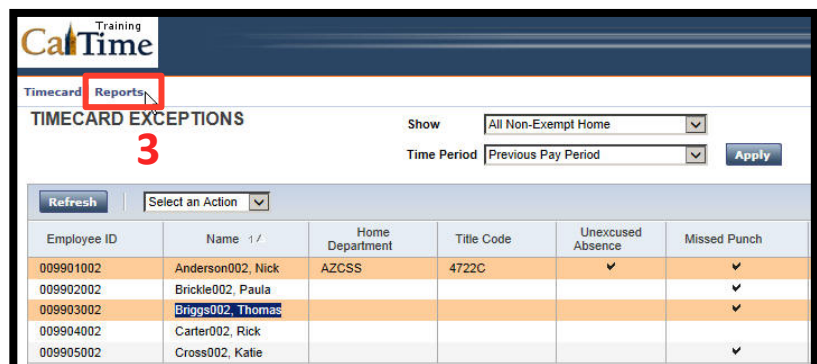 Training
CalTime
Timecard Reports
TIMECARD EXCEPTIONS
3
Show All Non-Exempt Home
Time Period Previous Pay Period Apply
Refresh Select an Action
Employee ID Name Home Department Title Code Unexcused Absence Missed Punch
009901002 Anderson002, Nick AZCSS 4722C ✔ ✔
009902002 Brickle002, Paula ✔
009903002 Briggs002, Thomas ✔
009904002 Carter002, Rick
009905002 Cross002, Katie ✔